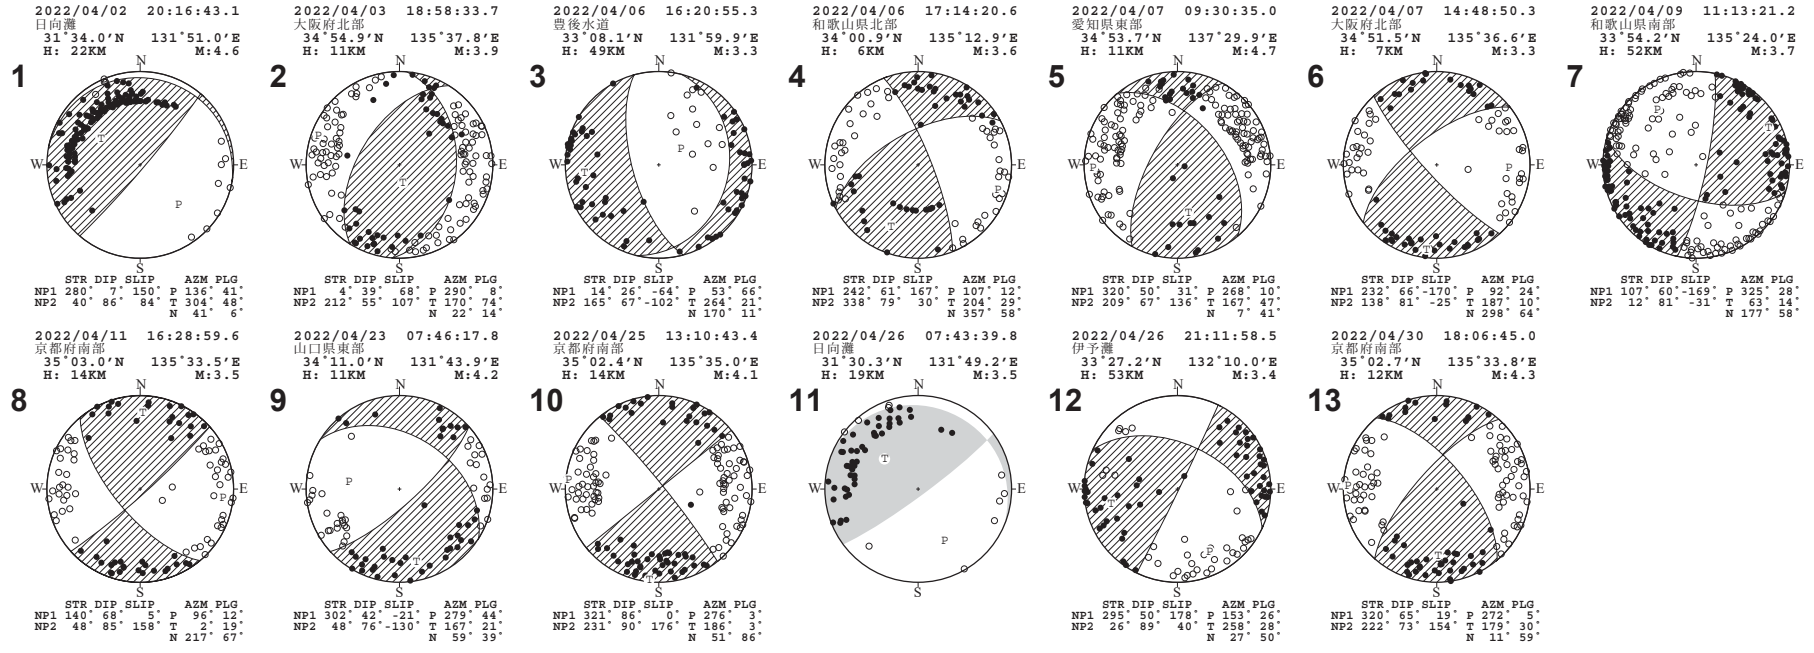 2022/04/02 20:16:43.1
日向灘
31°34.0'N 131°51.0'E
H: 22KM M:4.6
1
N
W
E
S
T
P
STR DIP SLIP AZM PLG
NP1 280° 7° 150° P 136° 41°
NP2 40° 86° 84° T 304° 48°
N 41° 6°
2022/04/03 18:58:33.7
大阪府北部
34°54.9'N 135°37.8'E
H: 11KM M:3.9
2
N
W
E
S
P
T
STR DIP SLIP AZM PLG
NP1 4° 39° 68° P 290° 8°
NP2 212° 55° 107° T 170° 74°
N 22° 14°
2022/04/06 16:20:55.3
豊後水道
33°08.1'N 131°59.9'E
H: 49KM M:3.3
3
N
W
E
S
P
T
STR DIP SLIP AZM PLG
NP1 14° 26° -64° P 53° 66°
NP2 165° 67° -102° T 264° 21°
N 170° 11°
2022/04/06 17:14:20.6
和歌山県北部
34°00.9'N 135°12.9'E
H: 6KM M:3.6
4
N
W
E
S
P
T
STR DIP SLIP AZM PLG
NP1 242° 61° 167° P 107° 12°
NP2 338° 79° 30° T 204° 29°
N 357° 58°
2022/04/07 09:30:35.0
愛知県東部
34°53.7'N 137°29.9'E
H: 11KM M:4.7
5
N
W
E
S
P
T
STR DIP SLIP AZM PLG
NP1 320° 50° 31° P 268° 10°
NP2 209° 67° 136° T 167° 47°
N 7° 41°
2022/04/07 14:48:50.3
大阪府北部
34°51.5'N 135°36.6'E
H: 7KM M:3.3
6
N
W
E
S
P
T
STR DIP SLIP AZM PLG
NP1 232° 66° -170° P 92° 24°
NP2 138° 81° -25° T 187° 10°
N 298° 64°
2022/04/09 11:13:21.2
和歌山県南部
33°54.2'N 135°24.0'E
H: 52KM M:3.7
7
N
W
E
S
P
T
STR DIP SLIP AZM PLG
NP1 107° 60° -169° P 325° 28°
NP2 12° 81° -31° T 63° 14°
N 177° 58°
2022/04/11 16:28:59.6
京都府南部
35°03.0'N 135°33.5'E
H: 14KM M:3.5
8
N
W
E
S
T
P
STR DIP SLIP AZM PLG
NP1 140° 68° 5° P 96° 12°
NP2 48° 85° 158° T 2° 19°
N 217° 67°
2022/04/23 07:46:17.8
山口県東部
34°11.0'N 131°43.9'E
H: 11KM M:4.2
9
N
W
E
S
P
T
STR DIP SLIP AZM PLG
NP1 302° 42° -21° P 279° 44°
NP2 48° 76° -130° T 167° 21°
N 59° 39°
2022/04/25 13:10:43.4
京都府南部
35°02.4'N 135°35.0'E
H: 14KM M:4.1
10
N
W
E
S
P
T
STR DIP SLIP AZM PLG
NP1 321° 86° 0° P 276° 3°
NP2 231° 90° 176° T 186° 3°
N 51° 86°
2022/04/26 07:43:39.8
日向灘
31°30.3'N 131°49.2'E
H: 19KM M:3.5
11
N
W
E
S
T
P
2022/04/26 21:11:58.5
伊予灘
33°27.2'N 132°10.0'E
H: 53KM M:3.4
12
N
W
E
S
T
P
STR DIP SLIP AZM PLG
NP1 295° 50° 178° P 153° 26°
NP2 26° 89° 40° T 258° 28°
N 27° 50°
2022/04/30 18:06:45.0
京都府南部
35°02.7'N 135°33.8'E
H: 12KM M:4.3
13
N
W
E
S
P
T
STR DIP SLIP AZM PLG
NP1 320° 65° 19° P 272° 5°
NP2 222° 73° 154° T 179° 30°
N 11° 59°